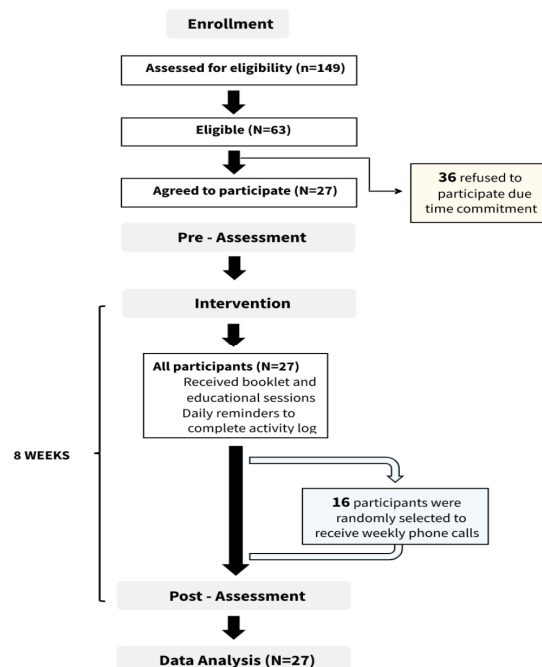 Enrollment
Assessed for eligibility (n=149)
Eligible (N=63)
Agreed to participate (N=27)
36 refused to
participate due
time commitment
Pre - Assessment
Intervention
All participants (N=27)
Received booklet and
educational sessions
Daily reminders to
complete activity log
8 WEEKS
16 participants were
randomly selected to
receive weekly phone calls
Post - Assessment
Data Analysis (N=27)